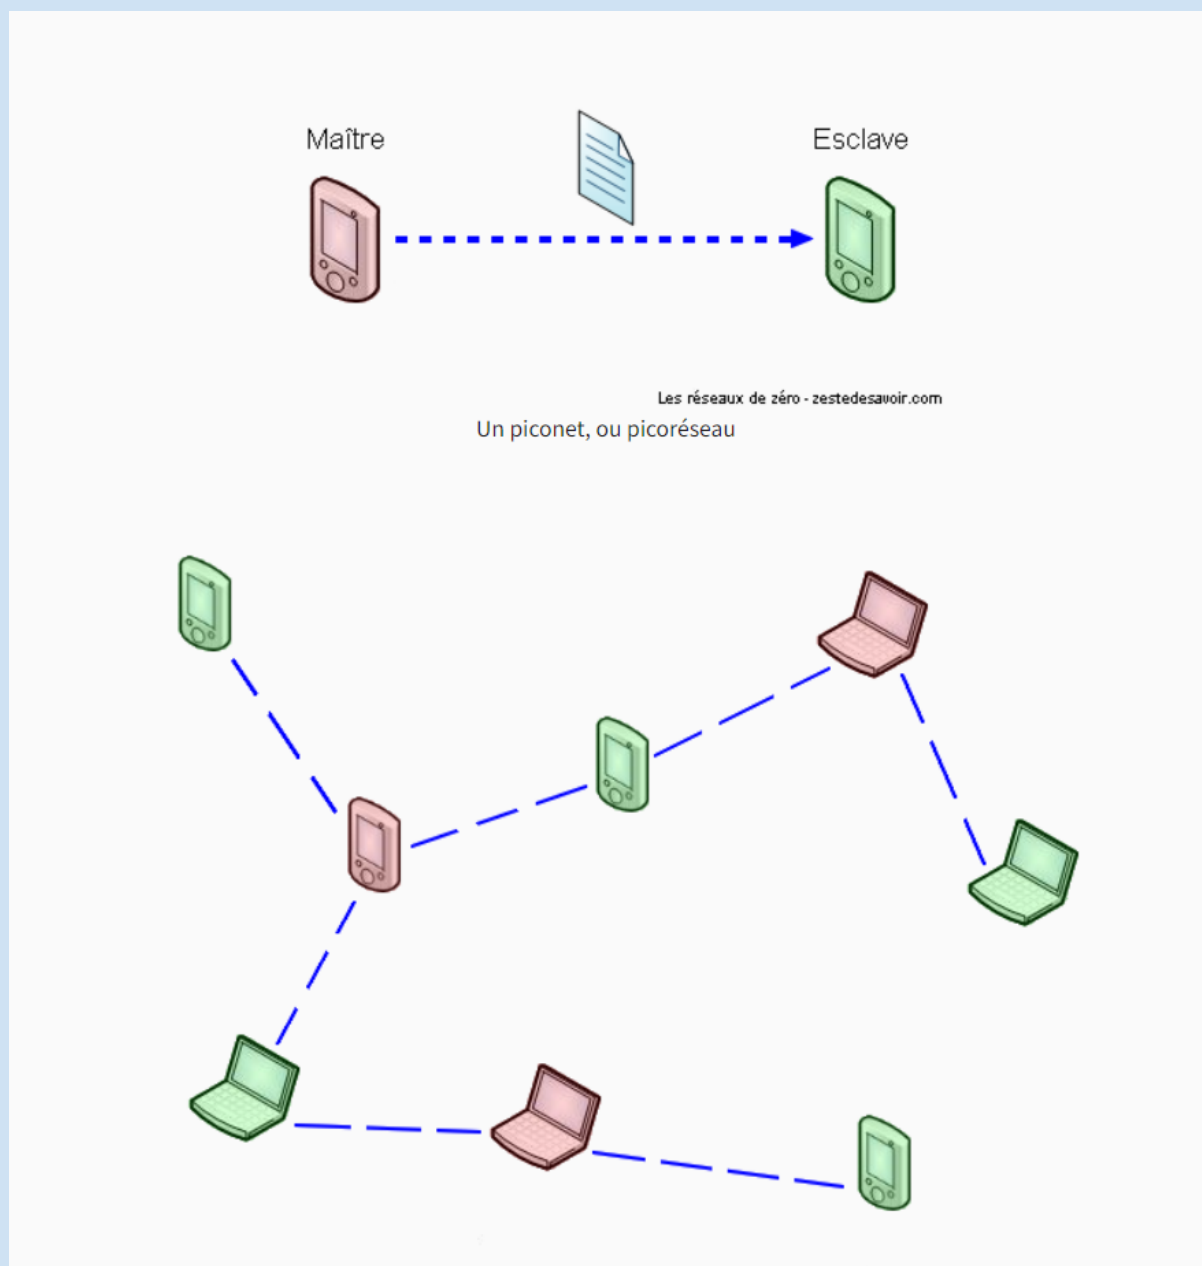 Maître
Esclave
Les réseaux de zéro - zestedesavoir.com
Un piconet, ou picoréseau